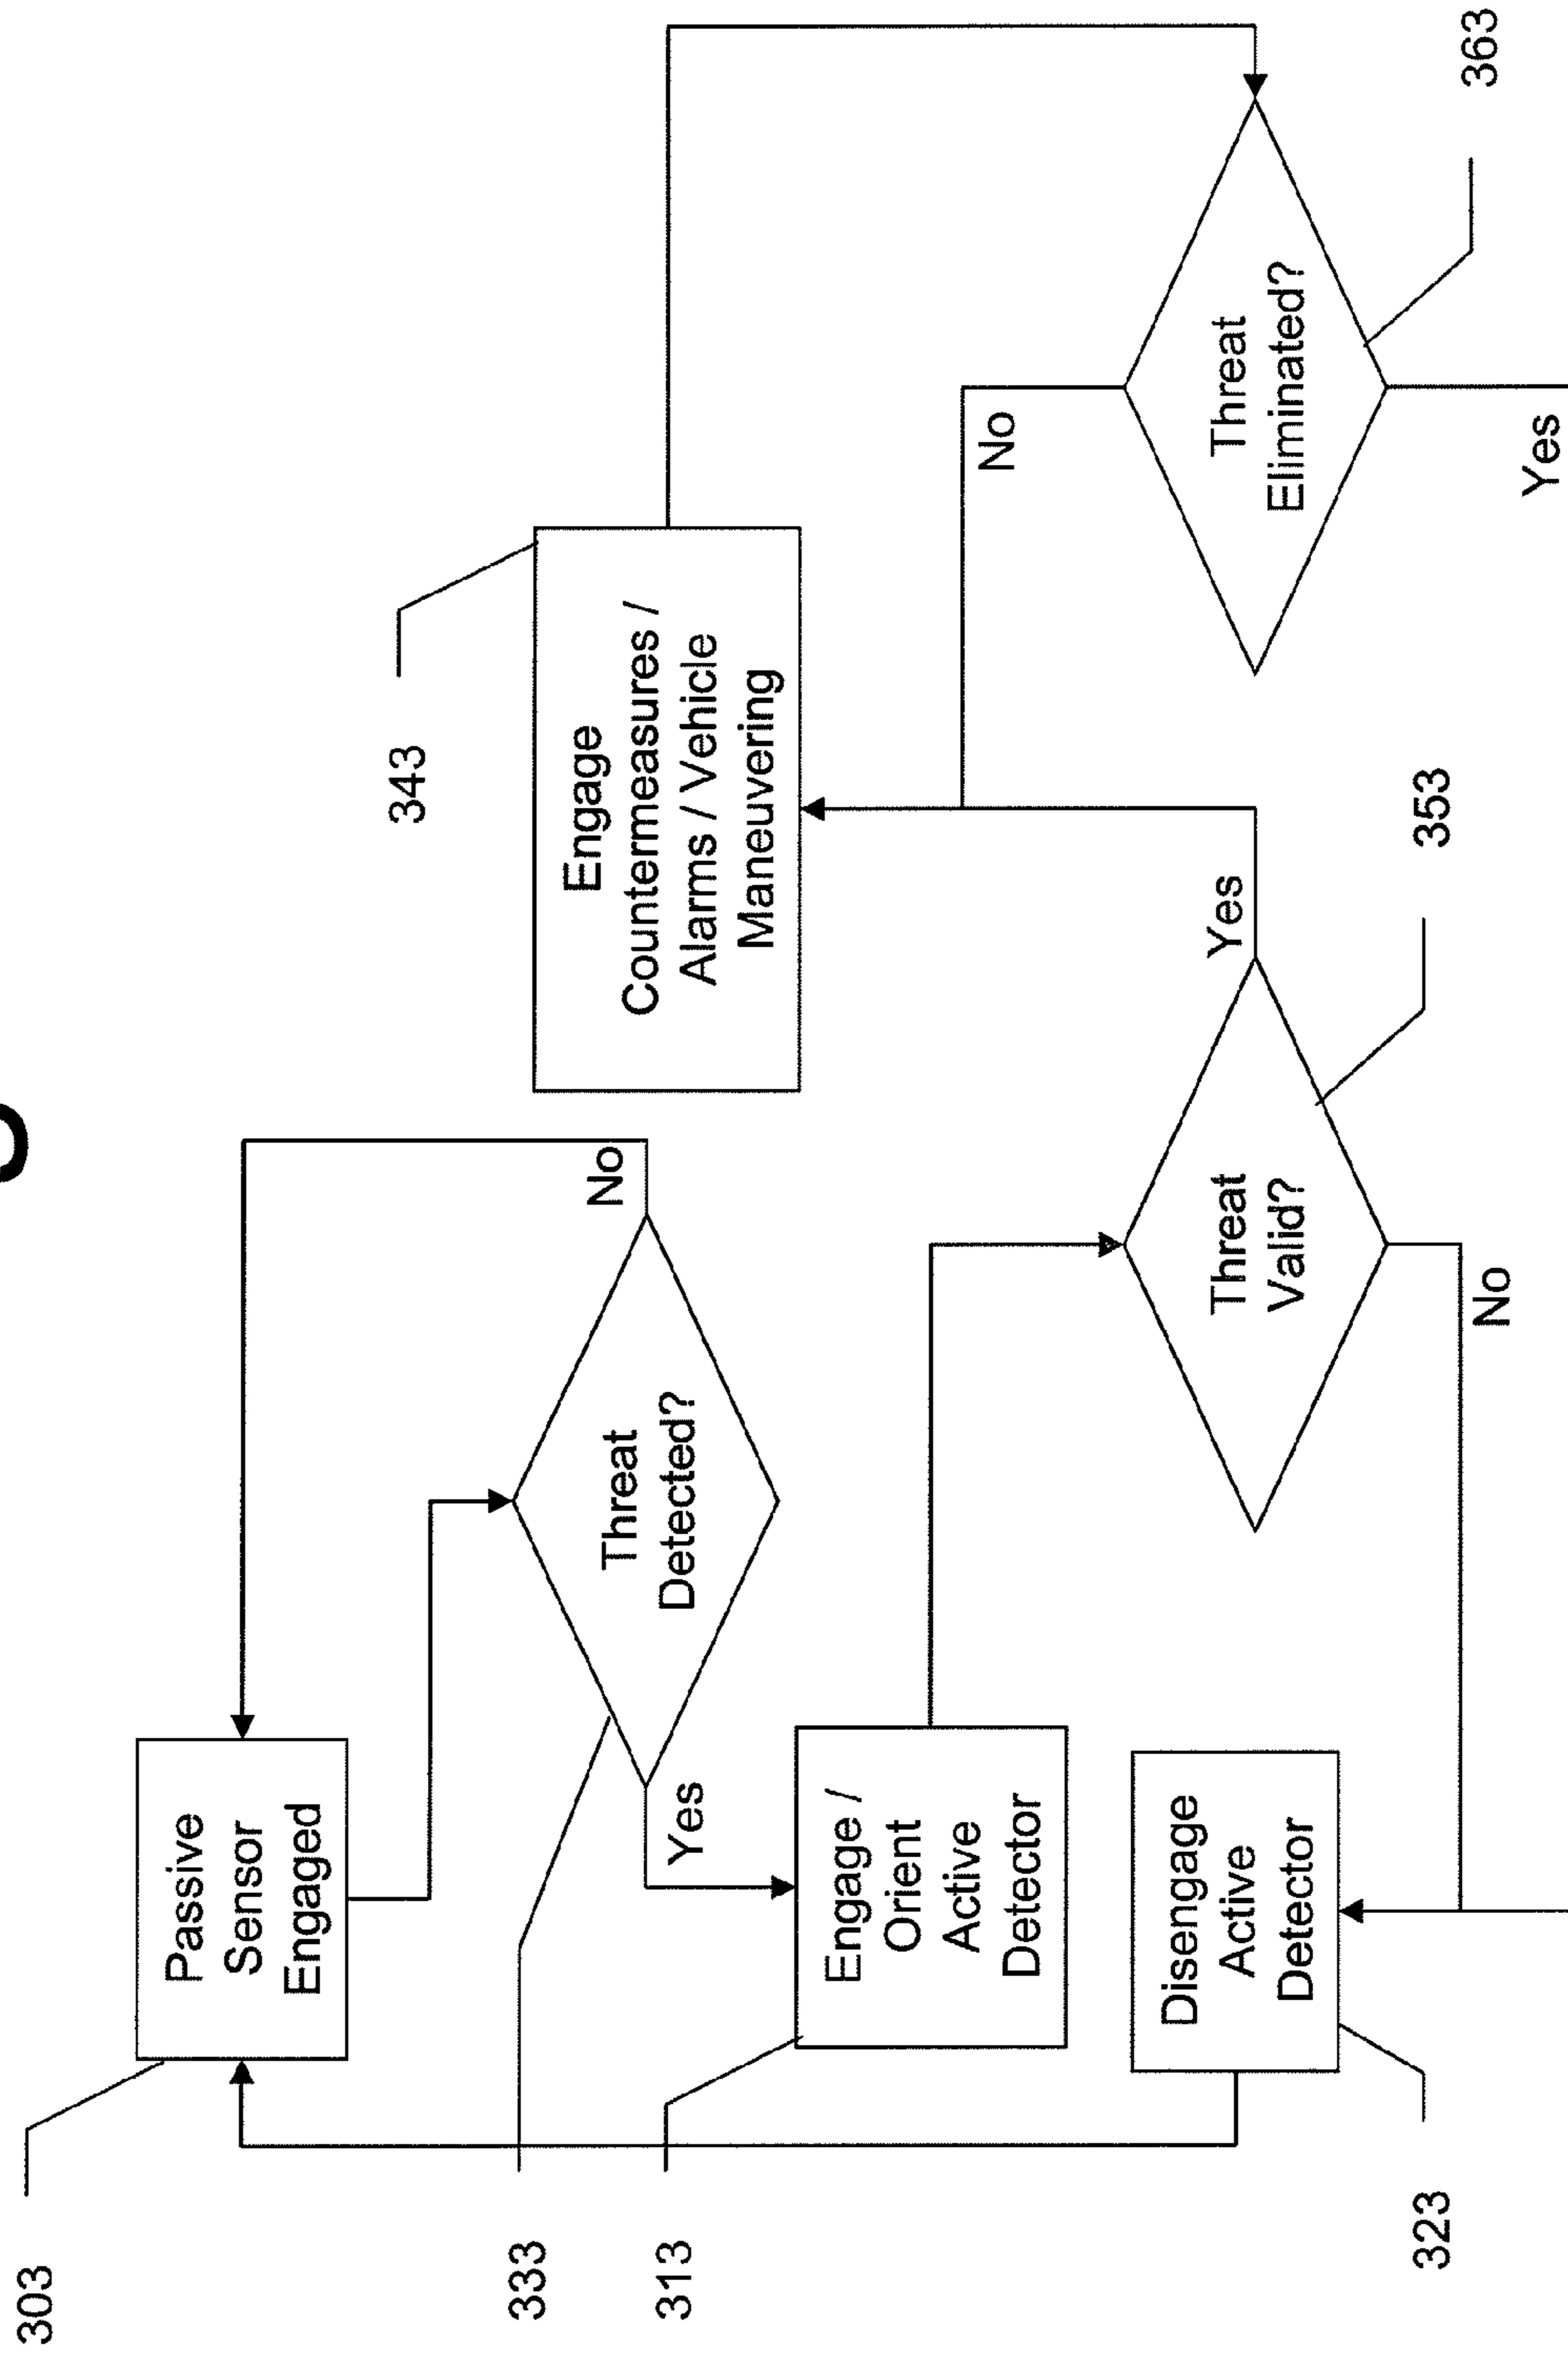 303
Passive
Sensor
Engaged
333
Threat
Detected?
No
Yes
313
Engage /
Orient
Active
Detector
323
Disengage
Active
Detector
343
Engage
Countermeasures /
Alarms / Vehicle
Maneuvering
353
Threat
Valid?
Yes
No
363
Threat
Eliminated?
No
Yes